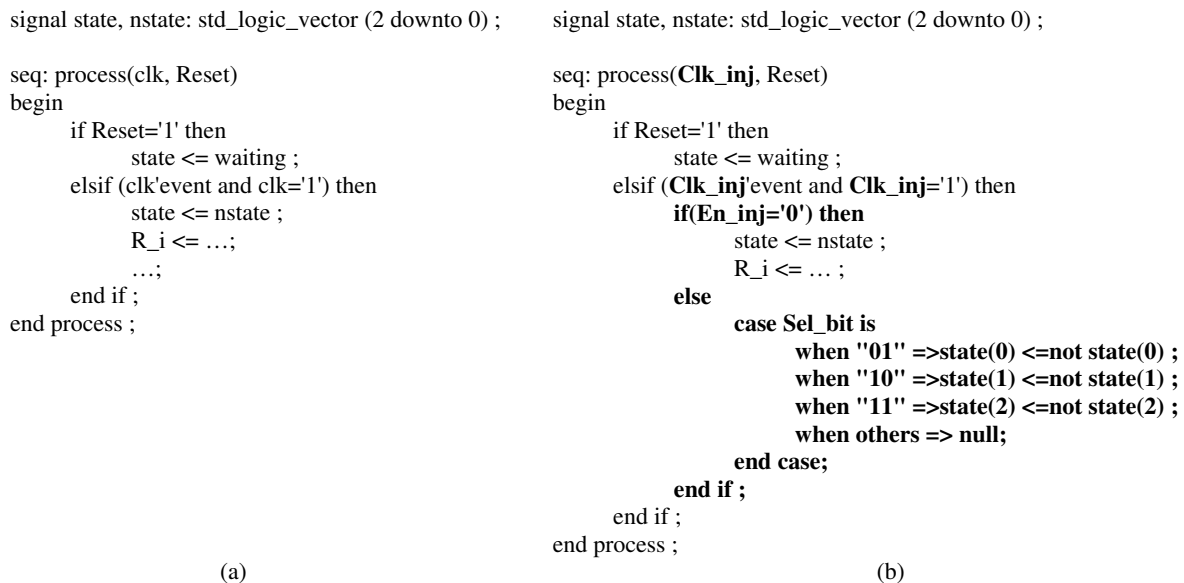 signal state, nstate: std_logic_vector (2 downto 0) ;
seq: process(clk, Reset)
begin
if Reset='1' then
state <= waiting ;
elsif (clk'event and clk='1') then
state <= nstate ;
R_i <= …;
…;
end if ;
end process ;
(a)
signal state, nstate: std_logic_vector (2 downto 0) ;
seq: process(Clk_inj, Reset)
begin
if Reset='1' then
state <= waiting ;
elsif (Clk_inj'event and Clk_inj='1') then
if(En_inj='0') then
state <= nstate ;
R_i <= … ;
else
case Sel_bit is
when "01" =>state(0) <=not state(0) ;
when "10" =>state(1) <=not state(1) ;
when "11" =>state(2) <=not state(2) ;
when others => null;
end case;
end if ;
end if ;
end process ;
(b)